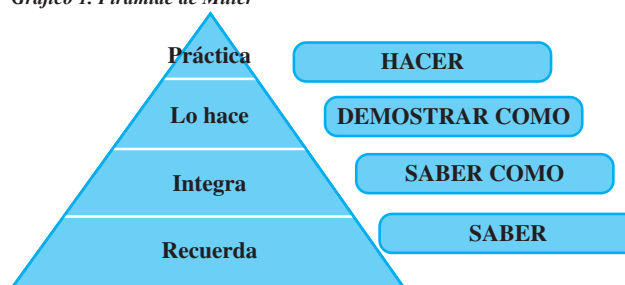 Gráfico 1. Pirámide de Miller
Práctica
HACER
Lo hace
DEMOSTRAR COMO
Integra
SABER COMO
Recuerda
SABER